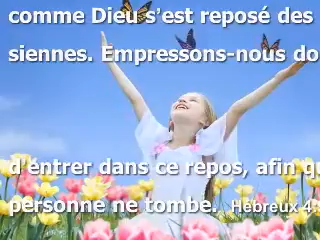 comme Dieu s'est reposé des
siennes. Empressons-nous do
d'entrer dans ce repos, afin qu
personne ne tombe. Hébreux 4